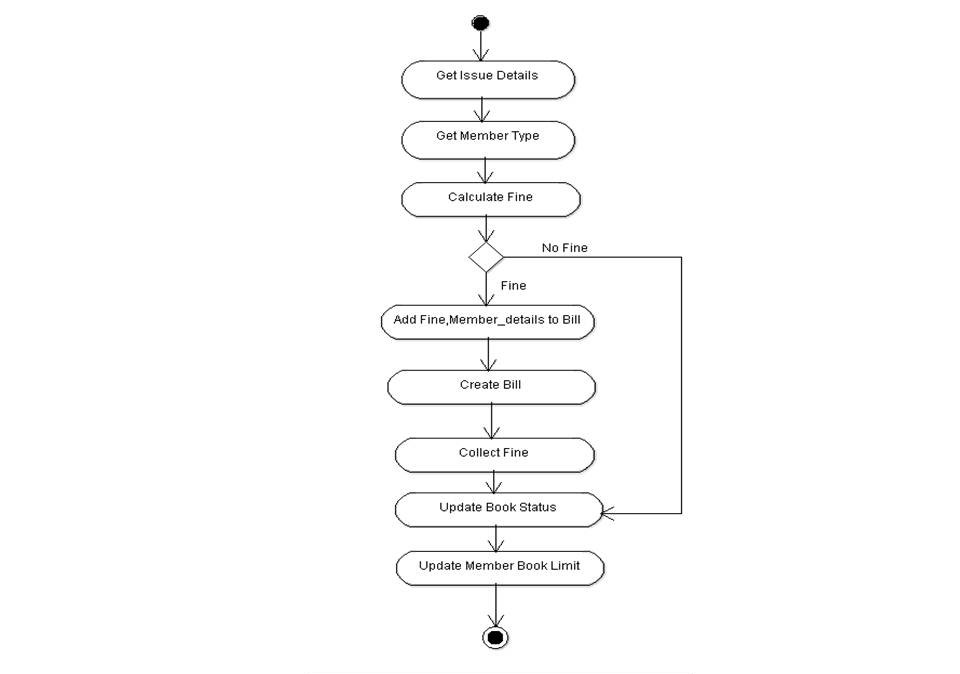 Get Issue Details
Get Member Type
Calculate Fine
No Fine
Fine
Add Fine,Member_details to Bill
Create Bill
Collect Fine
Update Book Status
Update Member Book Limit